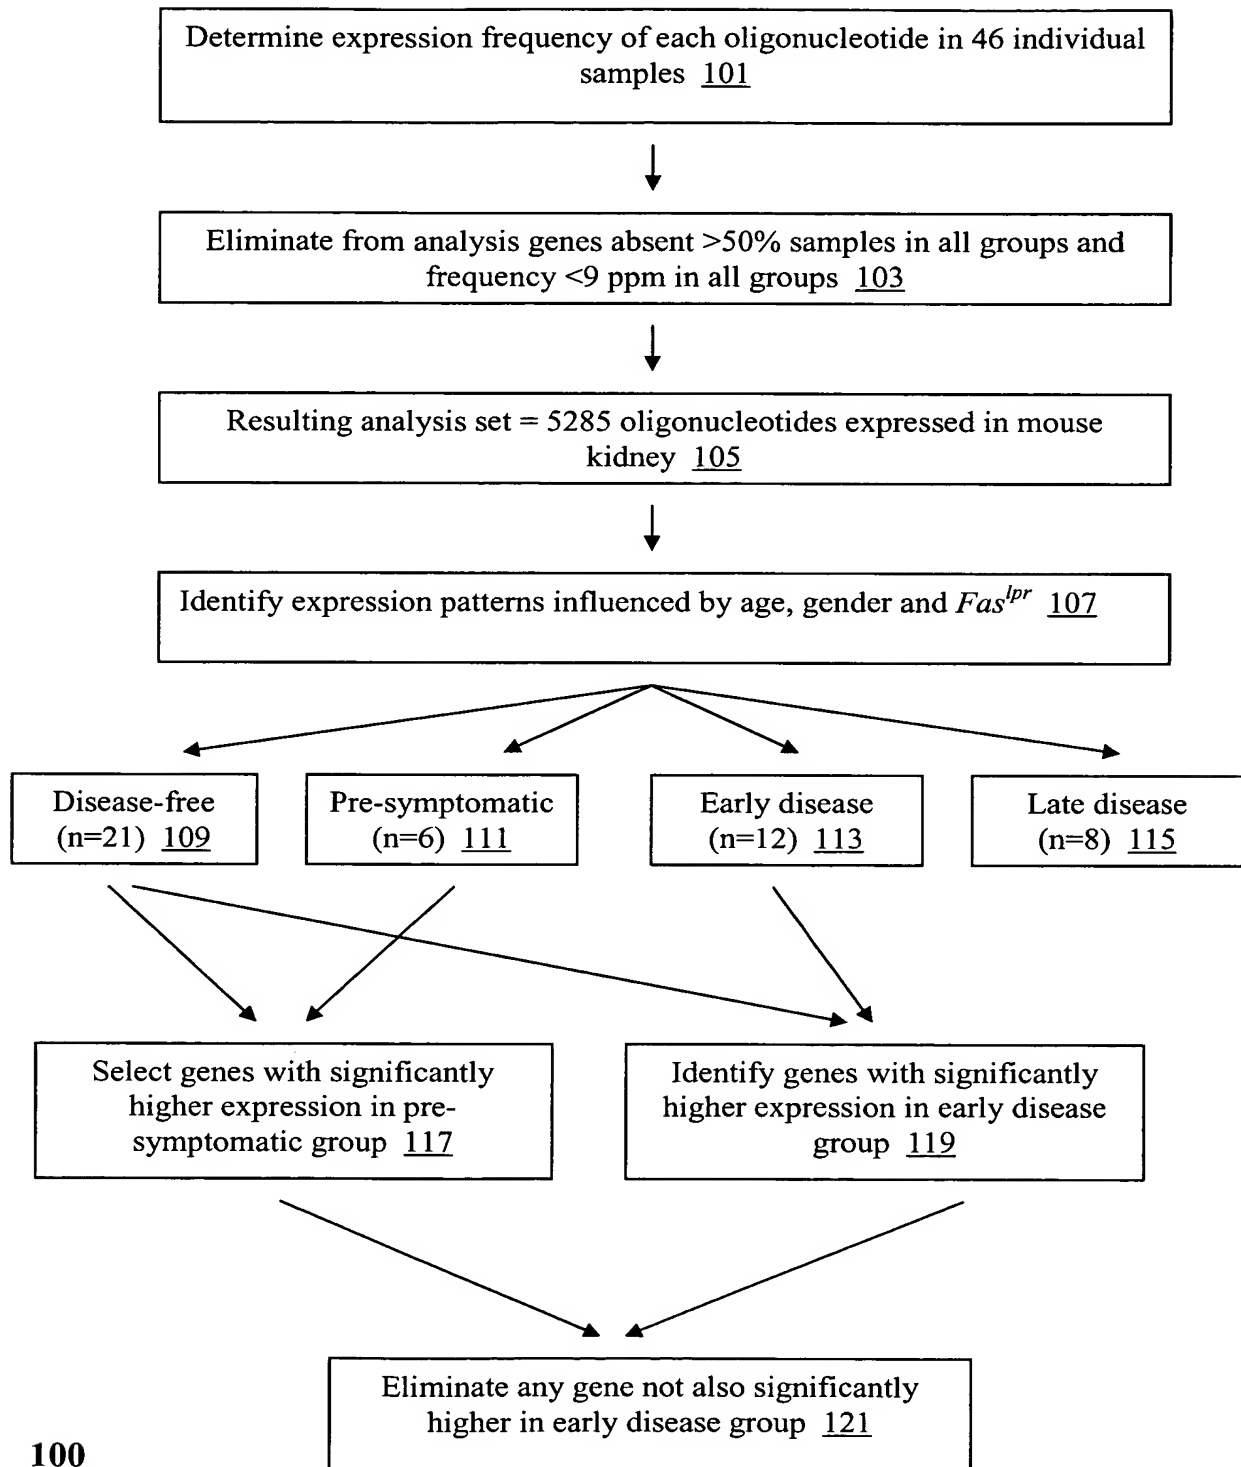 Determine expression frequency of each oligonucleotide in 46 individual
samples 101
Eliminate from analysis genes absent >50% samples in all groups and
frequency <9 ppm in all groups 103
Resulting analysis set = 5285 oligonucleotides expressed in mouse
kidney 105
Identify expression patterns influenced by age, gender and Fas^lpr 107
Disease-free
(n=21) 109
Pre-symptomatic
(n=6) 111
Early disease
(n=12) 113
Late disease
(n=8) 115
Select genes with significantly
higher expression in pre-
symptomatic group 117
Identify genes with significantly
higher expression in early disease
group 119
Eliminate any gene not also significantly
higher in early disease group 121
100